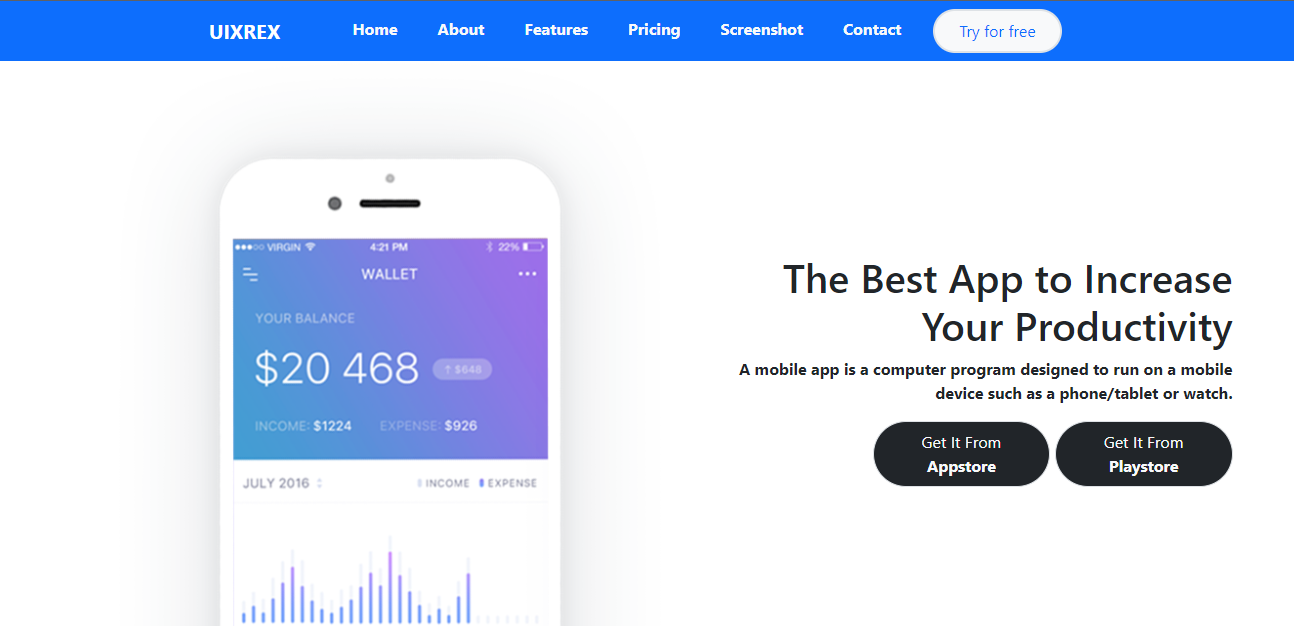 UIXREX Home About Features Pricing Screenshot Contact Try for free
VIRGIN 4:21 PM 22%
WALLET
YOUR BALANCE
$20 468 ↑ $648
INCOME: $1224 EXPENSE: $926
JULY 2016 INCOME EXPENSE
The Best App to Increase
Your Productivity
A mobile app is a computer program designed to run on a mobile
device such as a phone/tablet or watch.
Get It From
Appstore
Get It From
Playstore